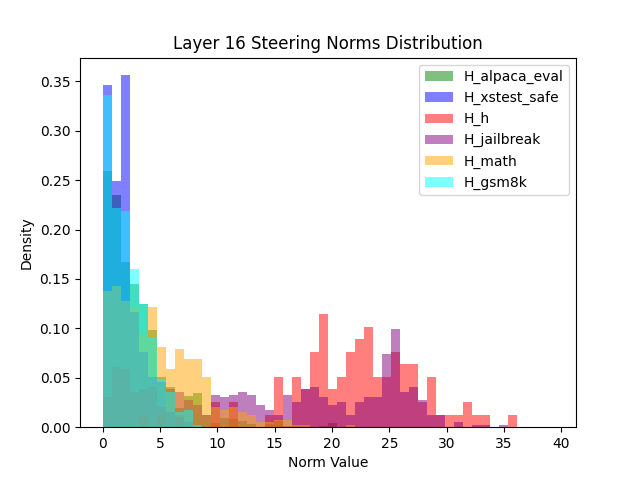 Layer 16 Steering Norms Distribution
H_alpaca_eval
H_xstest_safe
H_h
H_jailbreak
H_math
H_gsm8k
Density
0.35
0.30
0.25
0.20
0.15
0.10
0.05
0.00
0 5 10 15 20 25 30 35 40
Norm Value